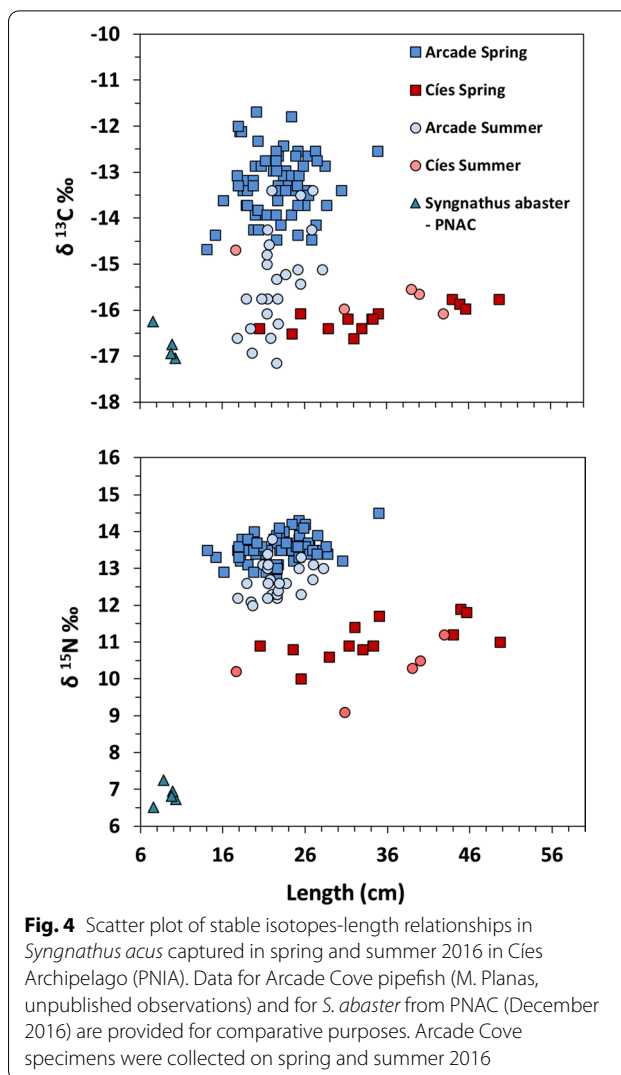 -10
-11
-12
-13
-14
-15
-16
-17
-18
δ ¹³C ‰
Arcade Spring
Cíes Spring
Arcade Summer
Cíes Summer
Syngnathus abaster
- PNAC
16
15
14
13
12
11
10
9
8
7
6
δ ¹⁵N ‰
6 16 26 36 46 56
Length (cm)
Fig. 4 Scatter plot of stable isotopes-length relationships in
Syngnathus acus captured in spring and summer 2016 in Cíes
Archipelago (PNIA). Data for Arcade Cove pipefish (M. Planas,
unpublished observations) and for S. abaster from PNAC (December
2016) are provided for comparative purposes. Arcade Cove
specimens were collected on spring and summer 2016